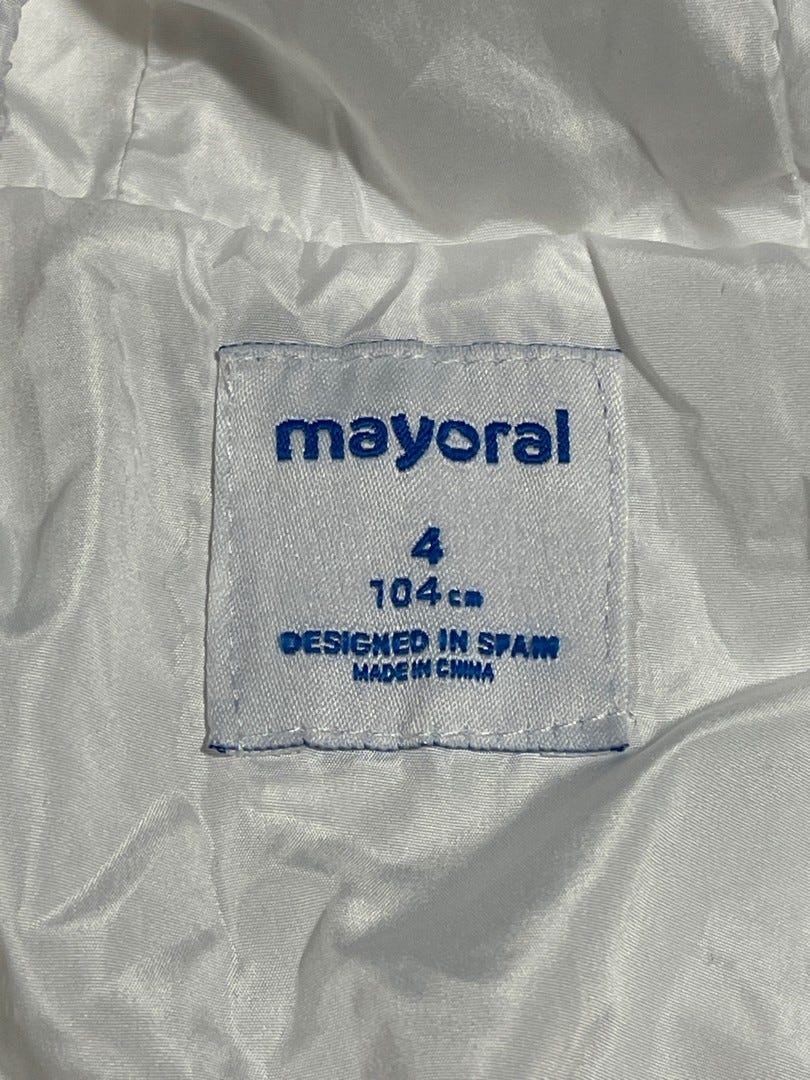 mayoral
4
104cm
DESIGNED IN SPAIN
MADE IN CHINA